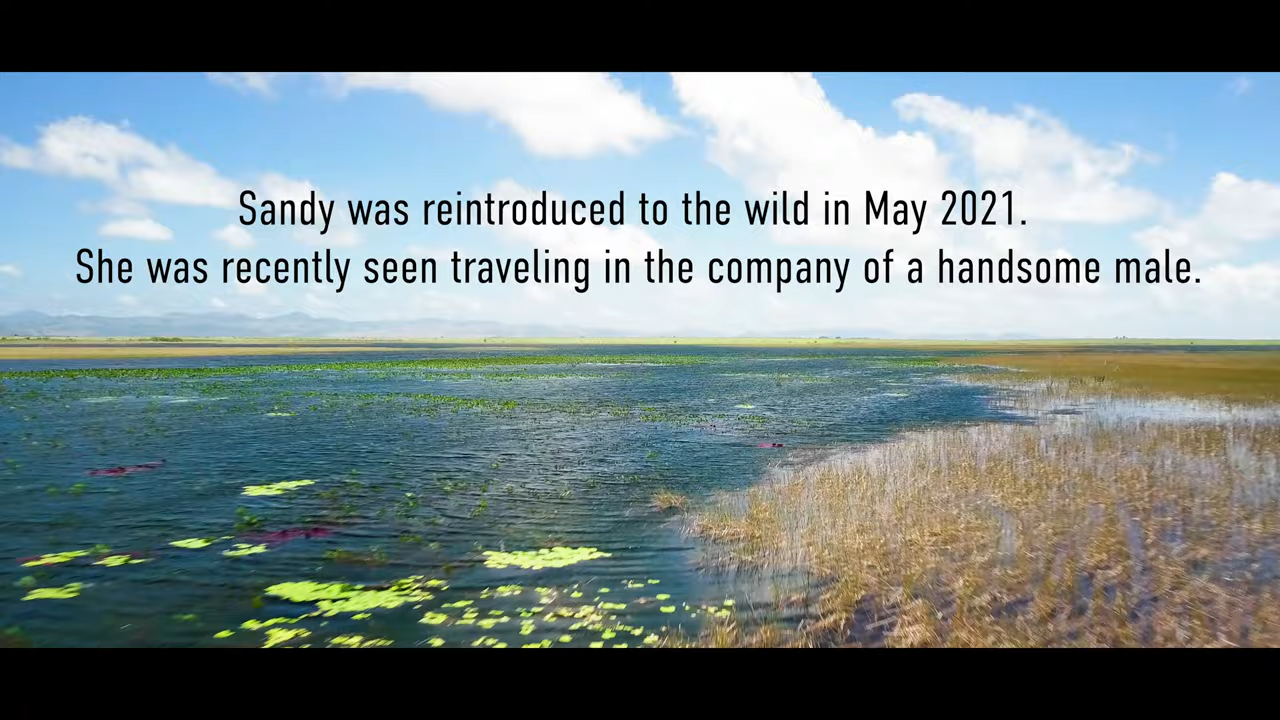 Sandy was reintroduced to the wild in May 2021.
She was recently seen traveling in the company of a handsome male.